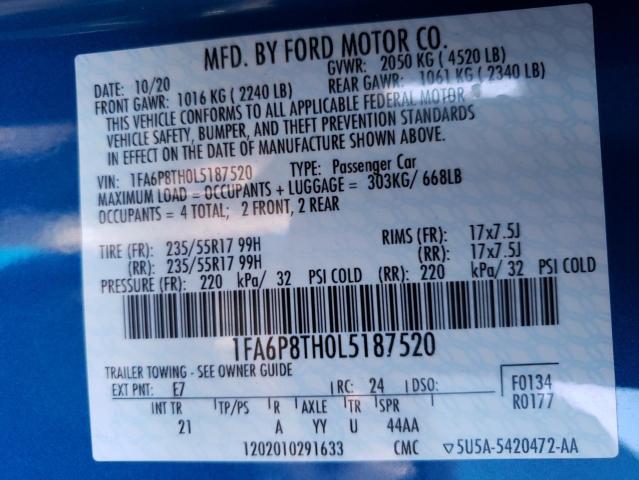 MFD. BY FORD MOTOR CO.
DATE: 10/20 GVWR: 2050 KG ( 4520 LB)
FRONT GAWR: 1016 KG ( 2240 LB) REAR GAWR: 1061 KG ( 2340 LB)
THIS VEHICLE CONFORMS TO ALL APPLICABLE FEDERAL MOTOR
VEHICLE SAFETY, BUMPER, AND THEFT PREVENTION STANDARDS
IN EFFECT ON THE DATE OF MANUFACTURE SHOWN ABOVE.
VIN: 1FA6P8TH0L5187520 TYPE: Passenger Car
MAXIMUM LOAD = OCCUPANTS + LUGGAGE = 303KG/ 668LB
OCCUPANTS = 4 TOTAL; 2 FRONT, 2 REAR
TIRE (FR): 235/55R17 99H RIMS (FR): 17x7.5J
(RR): 235/55R17 99H (RR): 17x7.5J
PRESSURE (FR): 220 kPa/ 32 PSI COLD (RR): 220 kPa/ 32 PSI COLD
1FA6P8TH0L5187520
TRAILER TOWING - SEE OWNER GUIDE
EXT PNT: E7 RC: 24 DSO: F0134
INT TR TP/PS R AXLE TR SPR R0177
21 A YY U 44AA
1202010291633 CMC ▽5U5A-5420472-AA